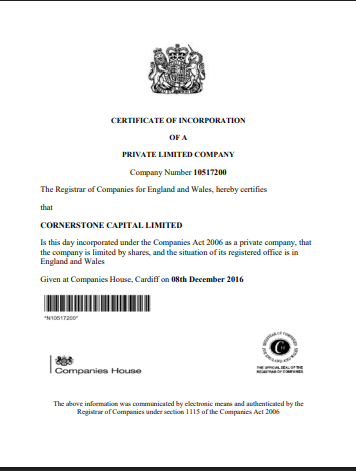 CERTIFICATE OF INCORPORATION
OF A
PRIVATE LIMITED COMPANY
Company Number 10517200
The Registrar of Companies for England and Wales, hereby certifies
that
CORNERSTONE CAPITAL LIMITED
Is this day incorporated under the Companies Act 2006 as a private company, that
the company is limited by shares, and the situation of its registered office is in
England and Wales
Given at Companies House, Cardiff on 08th December 2016
*N10517200*
Companies House
REGISTRAR OF COMPANIES
FOR ENGLAND AND WALES
C H
THE OFFICIAL SEAL OF THE
REGISTRAR OF COMPANIES
The above information was communicated by electronic means and authenticated by the
Registrar of Companies under section 1115 of the Companies Act 2006